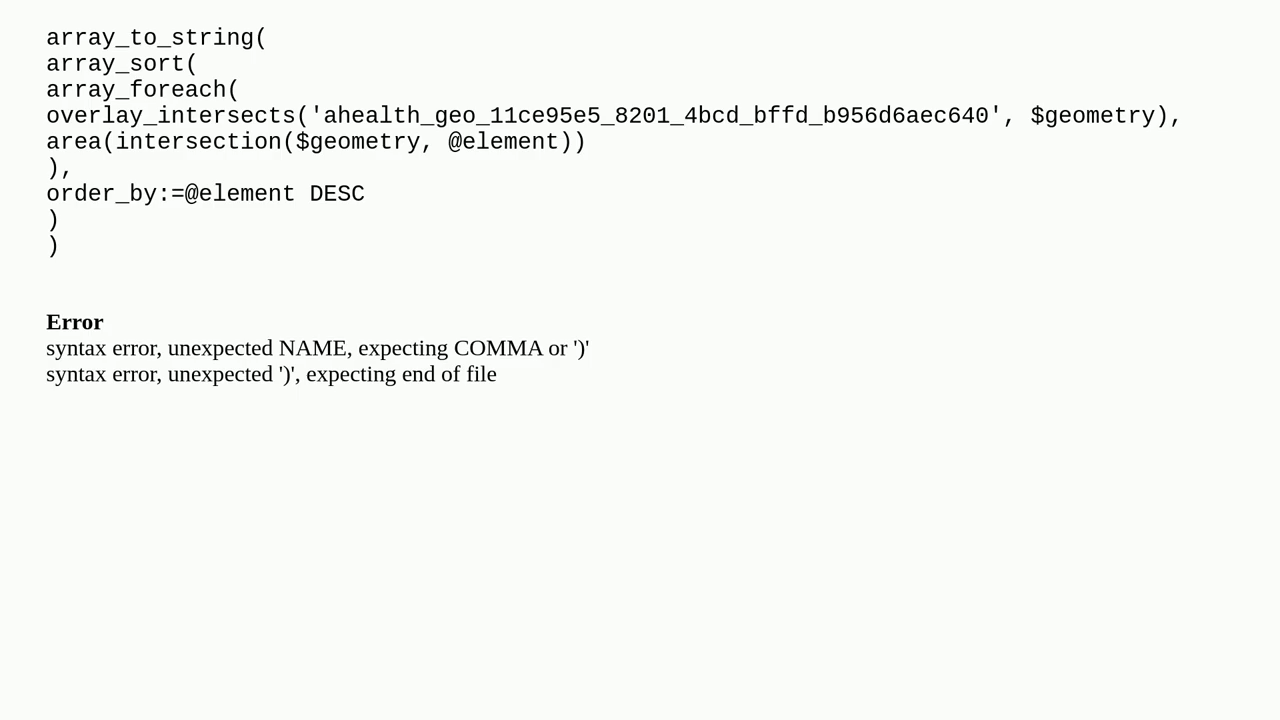 array_to_string(
array_sort(
array_foreach(
overlay_intersects('ahealth_geo_11ce95e5_8201_4bcd_bffd_b956d6aec640', $geometry),
area(intersection($geometry, @element))
),
order_by:=@element DESC
)
)
Error
syntax error, unexpected NAME, expecting COMMA or ')'
syntax error, unexpected ')', expecting end of file